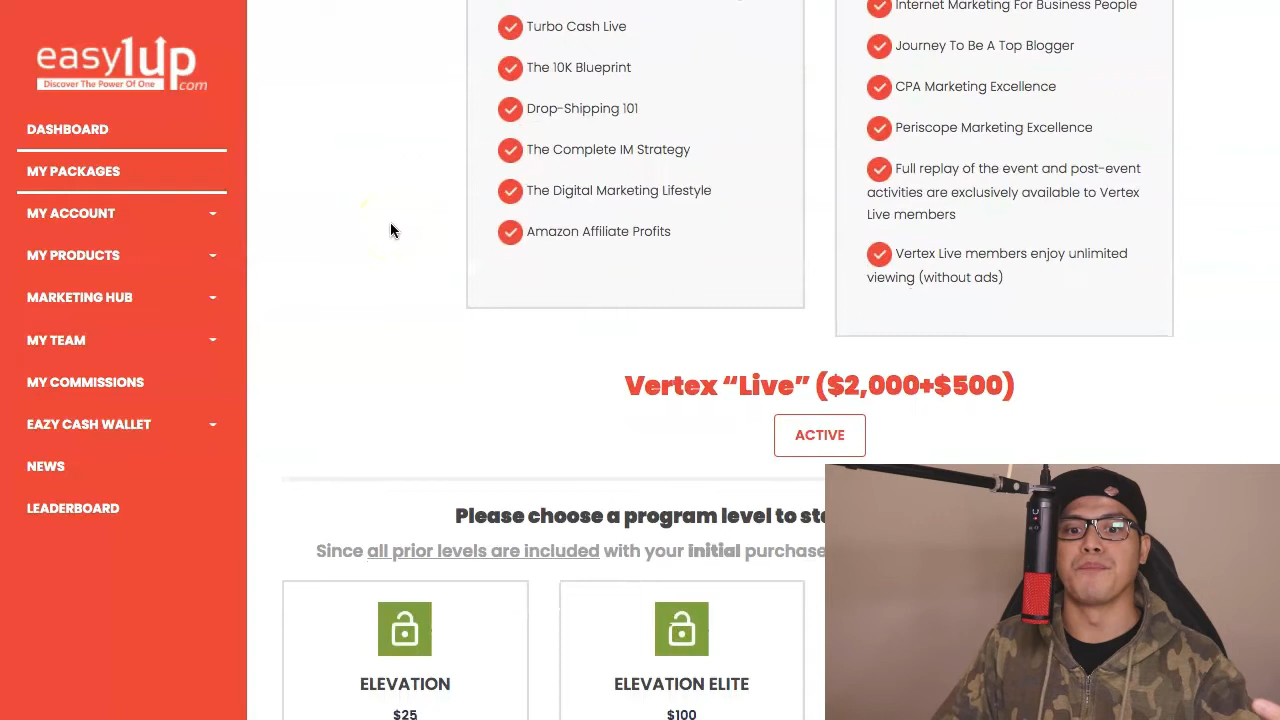 easy1up
Discover The Power Of One .com
DASHBOARD
MY PACKAGES
MY ACCOUNT
MY PRODUCTS
MARKETING HUB
MY TEAM
MY COMMISSIONS
EAZY CASH WALLET
NEWS
LEADERBOARD
Turbo Cash Live
The 10K Blueprint
Drop-Shipping 101
The Complete IM Strategy
The Digital Marketing Lifestyle
Amazon Affiliate Profits
Internet Marketing For Business People
Journey To Be A Top Blogger
CPA Marketing Excellence
Periscope Marketing Excellence
Full replay of the event and post-event
activities are exclusively available to Vertex
Live members
Vertex Live members enjoy unlimited
viewing (without ads)
Vertex “Live” ($2,000+$500)
ACTIVE
Please choose a program level to
Since all prior levels are included with your initial purchase
ELEVATION
$25
ELEVATION ELITE
$100